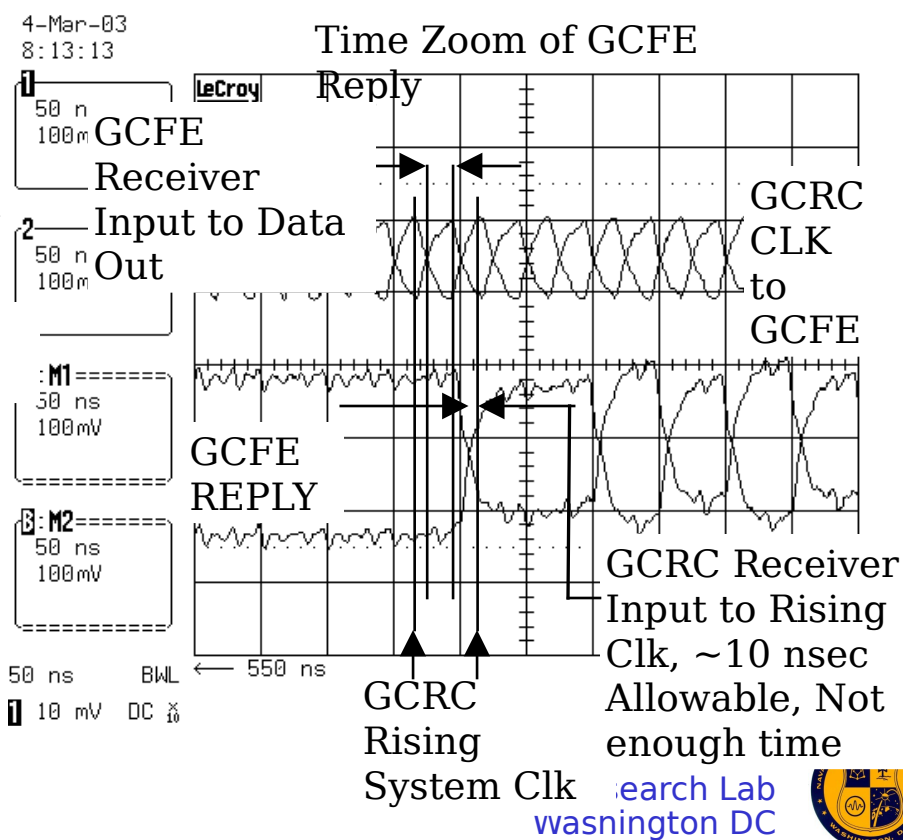 4-Mar-03
8:13:13
Time Zoom of GCFE
Reply
LeCroy
1
50 n
100m
GCFE
Receiver
Input to Data
Out
2
50 n
100m
GCRC
CLK
to
GCFE
:M1
50 ns
100mV
GCFE
REPLY
B:M2
50 ns
100mV
GCRC Receiver
Input to Rising
Clk, ~10 nsec
Allowable, Not
enough time
← 550 ns
50 ns BWL
1 10 mV DC X10
GCRC
Rising
System Clk
search Lab
washington DC